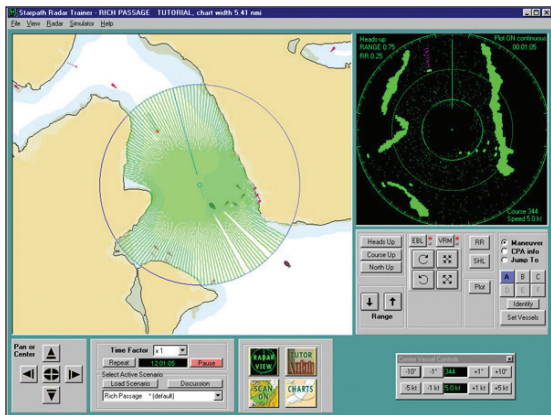 Starpath Radar Trainer - RICH PASSAGE TUTORIAL, chart width 5.41 nmi
File View Radar Simulator Help
Heads-up
RANGE 0.75
RR 0.25
Plot ON continuous
00:01:05
Course 344
Speed 5.0 kt
Heads Up
Course Up
North Up
Range
EBL
VRM
RR
SHL
Plot
Maneuver
CPA info
Jump To
A B C
D E F
Identity
Set Vessels
Pan or
Center
Time Factor x 1
Repeat 12:01:05 Pause
Select Active Scenario
Load Scenario Discussion
Rich Passage * (default)
RADAR
VIEW
TUTOR
SCAN
ON
CHARTS
Center Vessel Controls
-10° -1° 344 +1° +10°
-5 kt -1 kt 5.0 kt +1 kt +5 kt